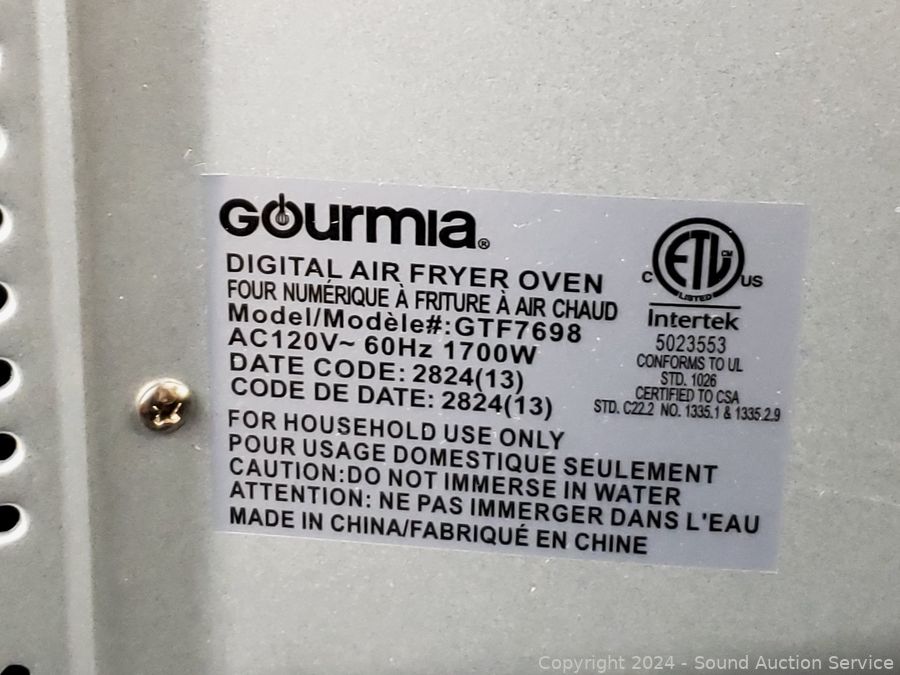 Gourmia®
DIGITAL AIR FRYER OVEN
FOUR NUMÉRIQUE À FRITURE À AIR CHAUD
Model/Modèle#:GTF7698
AC120V~ 60Hz 1700W
DATE CODE: 2824(13)
CODE DE DATE: 2824(13)
FOR HOUSEHOLD USE ONLY
POUR USAGE DOMESTIQUE SEULEMENT
CAUTION:DO NOT IMMERSE IN WATER
ATTENTION: NE PAS IMMERGER DANS L'EAU
MADE IN CHINA/FABRIQUÉ EN CHINE
ETL CM
LISTED
C US
Intertek
5023553
CONFORMS TO UL
STD. 1026
CERTIFIED TO CSA
STD. C22.2 NO. 1335.1 & 1335.2.9
Copyright 2024 - Sound Auction Service